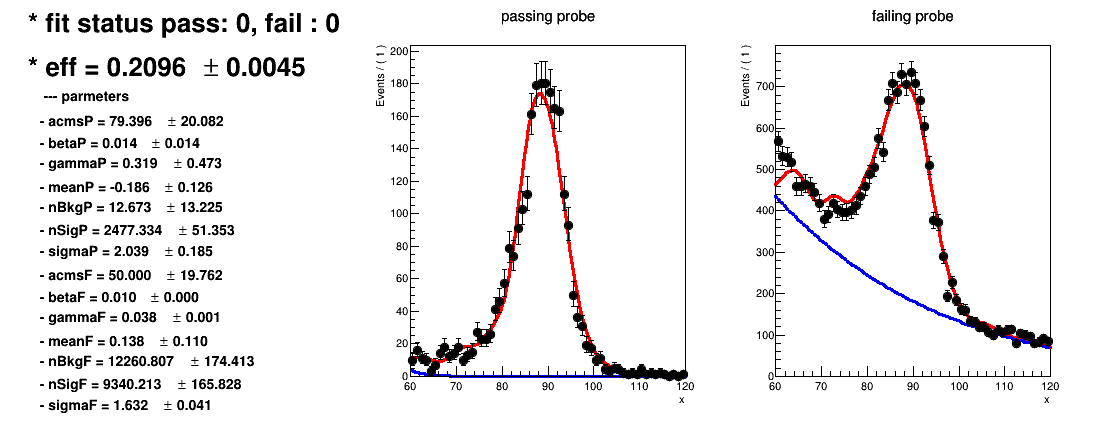 * fit status pass: 0, fail : 0
* eff = 0.2096 ± 0.0045
--- parmeters
- acmsP = 79.396 ± 20.082
- betaP = 0.014 ± 0.014
- gammaP = 0.319 ± 0.473
- meanP = -0.186 ± 0.126
- nBkgP = 12.673 ± 13.225
- nSigP = 2477.334 ± 51.353
- sigmaP = 2.039 ± 0.185
- acmsF = 50.000 ± 19.762
- betaF = 0.010 ± 0.000
- gammaF = 0.038 ± 0.001
- meanF = 0.138 ± 0.110
- nBkgF = 12260.807 ± 174.413
- nSigF = 9340.213 ± 165.828
- sigmaF = 1.632 ± 0.041
passing probe
Events / ( 1 )
200
180
160
140
120
100
80
60
40
20
0
60 70 80 90 100 110 120
x
failing probe
Events / ( 1 )
700
600
500
400
300
200
100
0
60 70 80 90 100 110 120
x